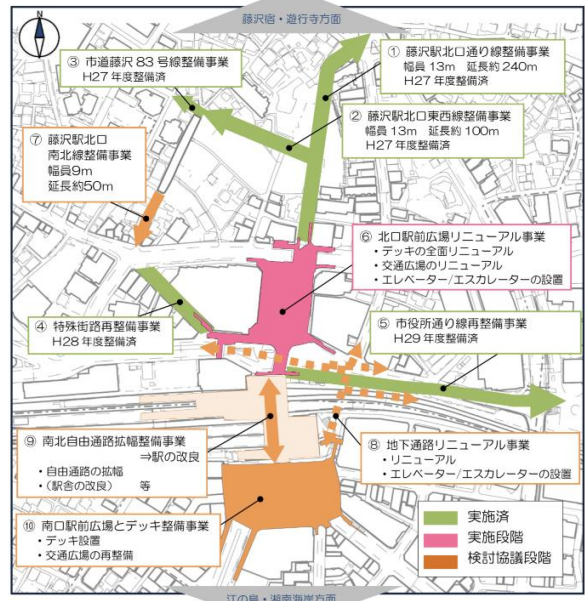 藤沢宿・遊行寺方面
① 藤沢駅北口通り線整備事業
幅員 13m 延長約 240m
H27 年度整備済
③ 市道藤沢 83 号線整備事業
H27 年度整備済
② 藤沢駅北口東西線整備事業
幅員 13m 延長約 100m
H27 年度整備済
⑦ 藤沢駅北口
南北線整備事業
幅員9m
延長約50m
⑥ 北口駅前広場リニューアル事業
・デッキの全面リニューアル
・交通広場のリニューアル
・エレベーター/エスカレーターの設置
④ 特殊街路再整備事業
H28 年度整備済
⑤ 市役所通り線再整備事業
H29 年度整備済
⑨ 南北自由通路拡幅整備事業
⇒駅の改良
・自由通路の拡幅
・(駅舎の改良) 等
⑧ 地下通路リニューアル事業
・リニューアル
・エレベーター/エスカレーターの設置
⑩ 南口駅前広場とデッキ整備事業
・デッキ設置
・交通広場の再整備
実施済
実施段階
検討協議段階
江の島・湘南海岸方面